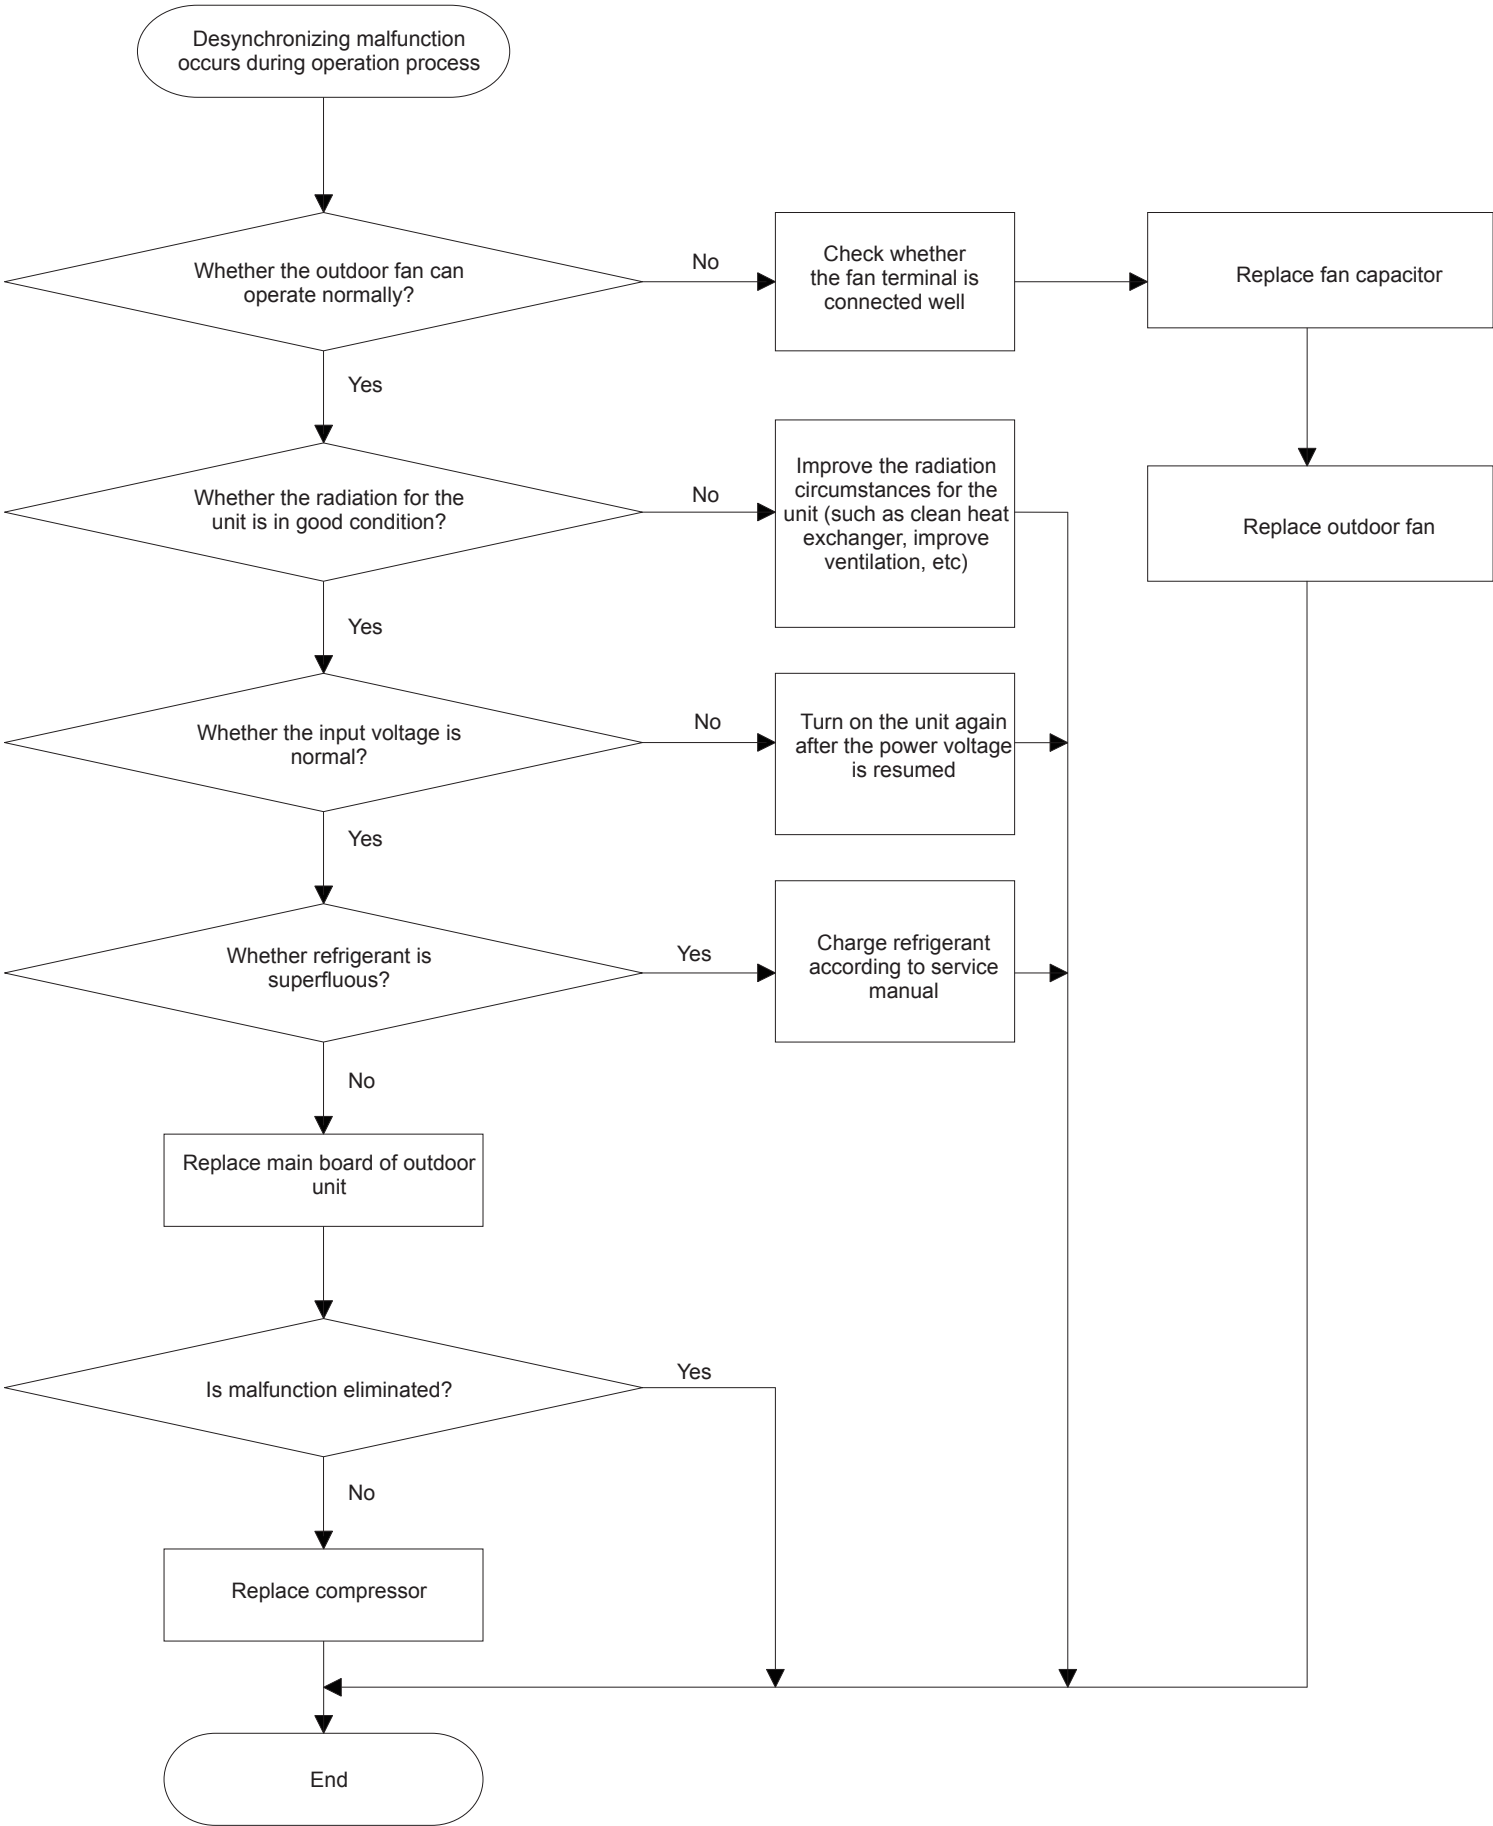 Desynchronizing malfunction
occurs during operation process
Whether the outdoor fan can
operate normally?
No
Check whether
the fan terminal is
connected well
Replace fan capacitor
Yes
Whether the radiation for the
unit is in good condition?
No
Improve the radiation
circumstances for the
unit (such as clean heat
exchanger, improve
ventilation, etc)
Replace outdoor fan
Yes
Whether the input voltage is
normal?
No
Turn on the unit again
after the power voltage
is resumed
Yes
Whether refrigerant is
superfluous?
Yes
Charge refrigerant
according to service
manual
No
Replace main board of outdoor
unit
Is malfunction eliminated?
Yes
No
Replace compressor
End